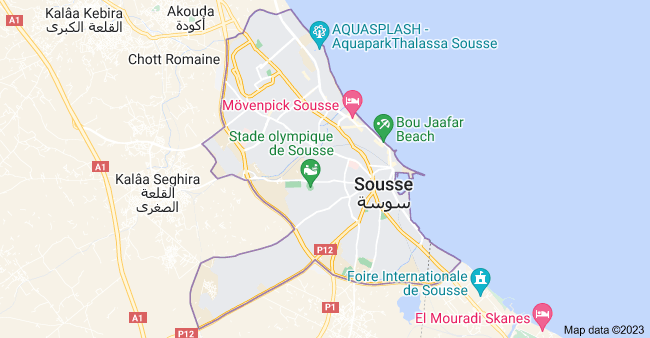 Kalâa Kebira
القلعة الكبرى
Akouda
أكودة
A1
AQUASPLASH -
AquaparkThalassa Sousse
Chott Romaine
Mövenpick Sousse
Bou Jaafar
Beach
Stade olympique
de Sousse
A1
Kalâa Seghira
القلعة
الصغرى
Sousse
سوسة
P12
Foire Internationale
de Sousse
P1
A1
P12
El Mouradi Skanes
Map data ©2023